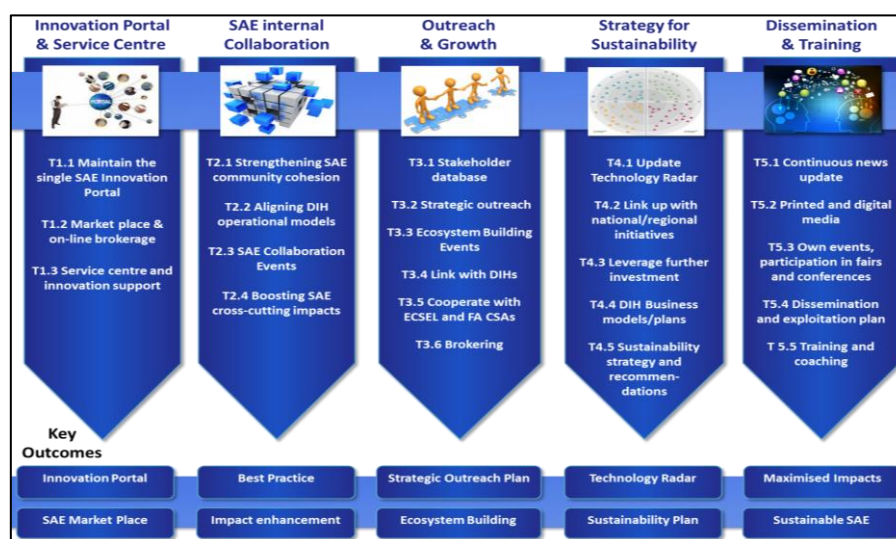 Innovation Portal
& Service Centre
SAE internal
Collaboration
Outreach
& Growth
Strategy for
Sustainability
Dissemination
& Training
PORTAL
T1.1 Maintain the
single SAE Innovation
Portal
T1.2 Market place &
on-line brokerage
T1.3 Service centre and
innovation support
T2.1 Strengthening SAE
community cohesion
T2.2 Aligning DIH
operational models
T2.3 SAE Collaboration
Events
T2.4 Boosting SAE
cross-cutting impacts
T3.1 Stakeholder
database
T3.2 Strategic outreach
T3.3 Ecosystem Building
Events
T3.4 Link with DIHs
T3.5 Cooperate with
ECSEL and FA CSAs
T3.6 Brokering
T4.1 Update
Technology Radar
T4.2 Link up with
national/regional
initiatives
T4.3 Leverage further
investment
T4.4 DIH Business
models/plans
T4.5 Sustainability
strategy and
recommen-
dations
T5.1 Continuous news
update
T5.2 Printed and digital
media
T5.3 Own events,
participation in fairs
and conferences
T5.4 Dissemination
and exploitation plan
T 5.5 Training and
coaching
Key
Outcomes
Innovation Portal
Best Practice
Strategic Outreach Plan
Technology Radar
Maximised Impacts
SAE Market Place
Impact enhancement
Ecosystem Building
Sustainability Plan
Sustainable SAE